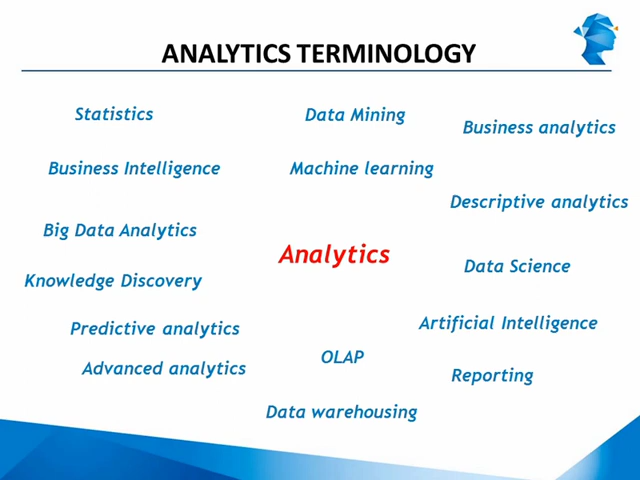 ANALYTICS TERMINOLOGY
Statistics
Data Mining
Business analytics
Business Intelligence
Machine learning
Descriptive analytics
Big Data Analytics
Analytics
Data Science
Knowledge Discovery
Predictive analytics
Artificial Intelligence
OLAP
Advanced analytics
Reporting
Data warehousing